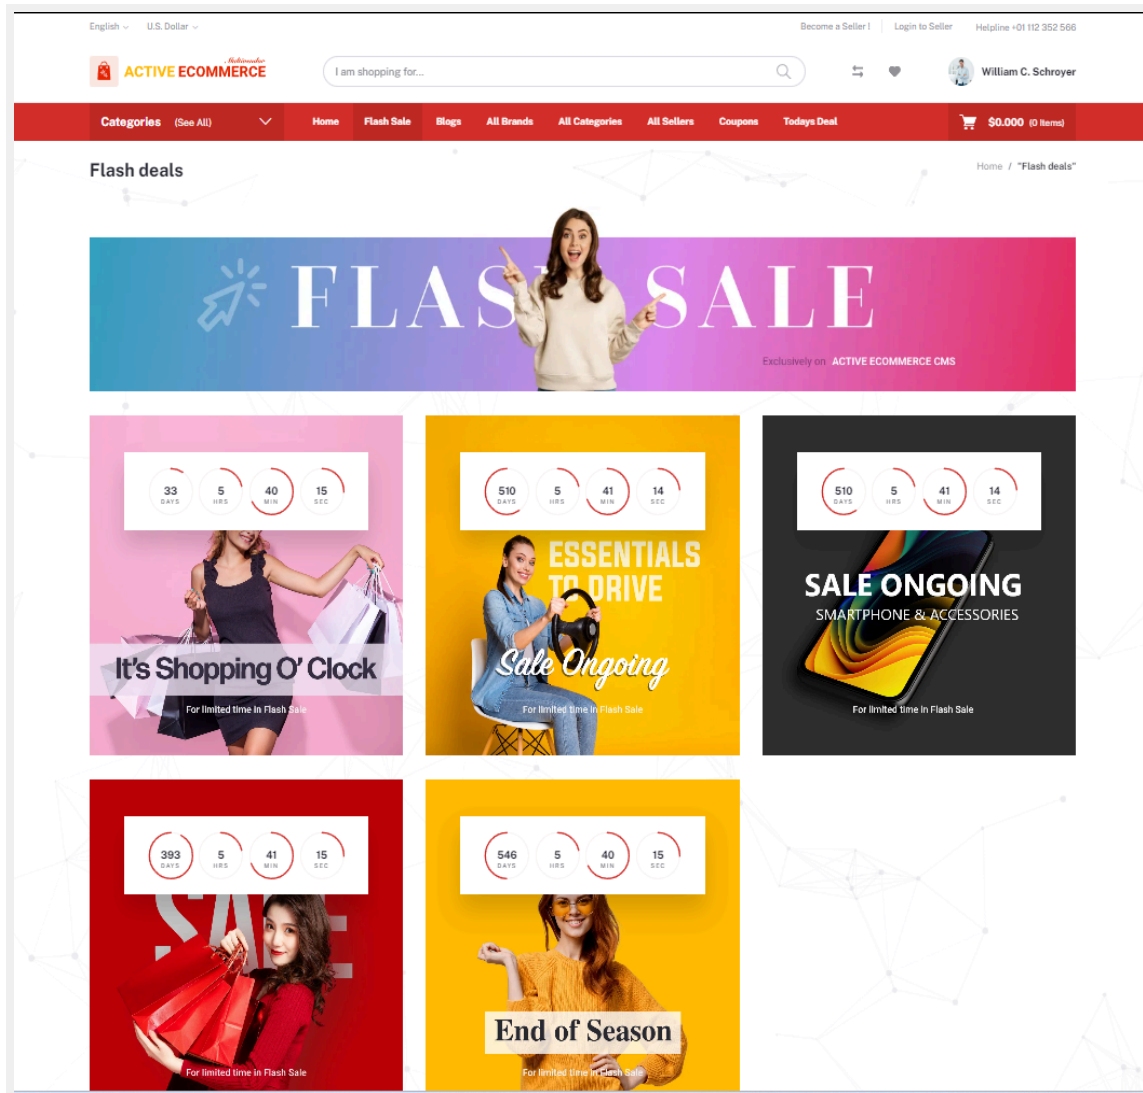 English U.S. Dollar Become a Seller ! Login to Seller Helpline +01 112 352 566
Multivendor
ACTIVE ECOMMERCE I am shopping for... William C. Schroyer
Categories (See All) Home Flash Sale Blogs All Brands All Categories All Sellers Coupons Todays Deal $0.000 (0 Items)
Flash deals Home / "Flash deals"
FLASH SALE
Exclusively on ACTIVE ECOMMERCE CMS
33 5 40 15
DAYS HRS MIN SEC
It's Shopping O' Clock
For limited time in Flash Sale
510 5 41 14
DAYS HRS MIN SEC
ESSENTIALS
TO DRIVE
Sale Ongoing
For limited time in Flash Sale
510 5 41 14
DAYS HRS MIN SEC
SALE ONGOING
SMARTPHONE & ACCESSORIES
For limited time in Flash Sale
393 5 41 15
DAYS HRS MIN SEC
SALE
For limited time in Flash Sale
546 5 40 15
DAYS HRS MIN SEC
End of Season
For limited time in Flash Sale